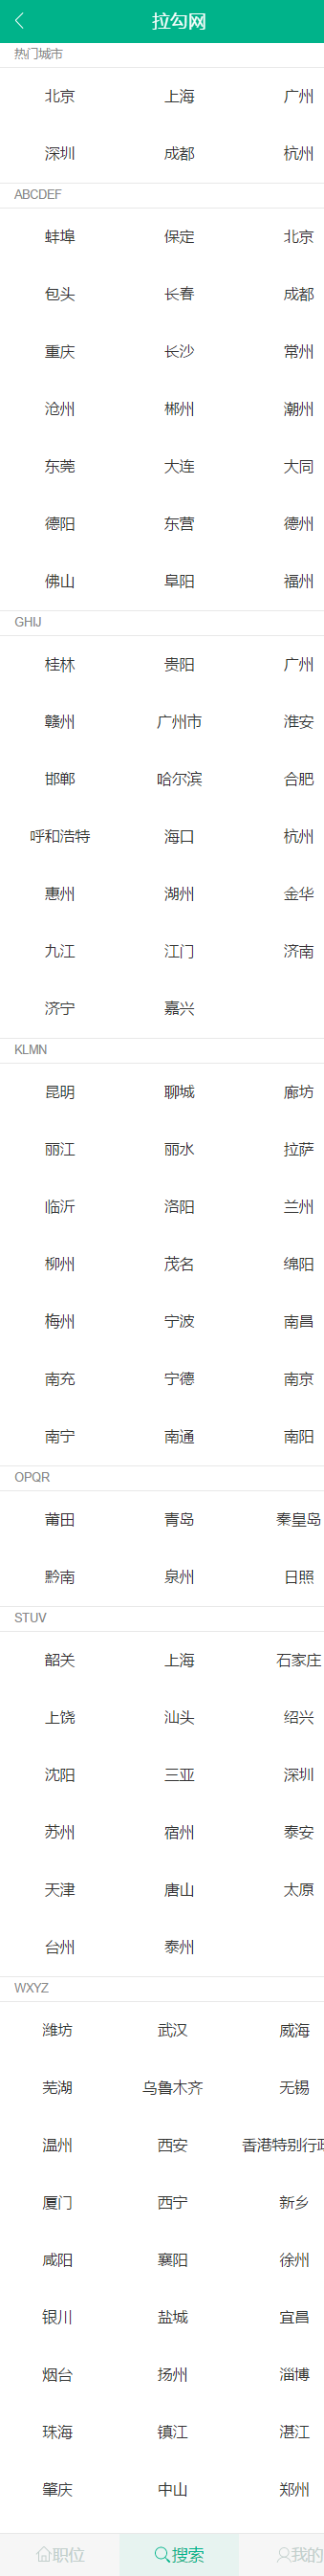 拉勾网
热门城市
北京 上海 广州
深圳 成都 杭州
ABCDEF
蚌埠 保定 北京
包头 长春 成都
重庆 长沙 常州
沧州 郴州 潮州
东莞 大连 大同
德阳 东营 德州
佛山 阜阳 福州
GHIJ
桂林 贵阳 广州
赣州 广州市 淮安
邯郸 哈尔滨 合肥
呼和浩特 海口 杭州
惠州 湖州 金华
九江 江门 济南
济宁 嘉兴
KLMN
昆明 聊城 廊坊
丽江 丽水 拉萨
临沂 洛阳 兰州
柳州 茂名 绵阳
梅州 宁波 南昌
南充 宁德 南京
南宁 南通 南阳
OPQR
莆田 青岛 秦皇岛
黔南 泉州 日照
STUV
韶关 上海 石家庄
上饶 汕头 绍兴
沈阳 三亚 深圳
苏州 宿州 泰安
天津 唐山 太原
台州 泰州
WXYZ
潍坊 武汉 威海
芜湖 乌鲁木齐 无锡
温州 西安 香港特别行政
厦门 西宁 新乡
咸阳 襄阳 徐州
银川 盐城 宜昌
烟台 扬州 淄博
珠海 镇江 湛江
肇庆 中山 郑州
职位 搜索 我的